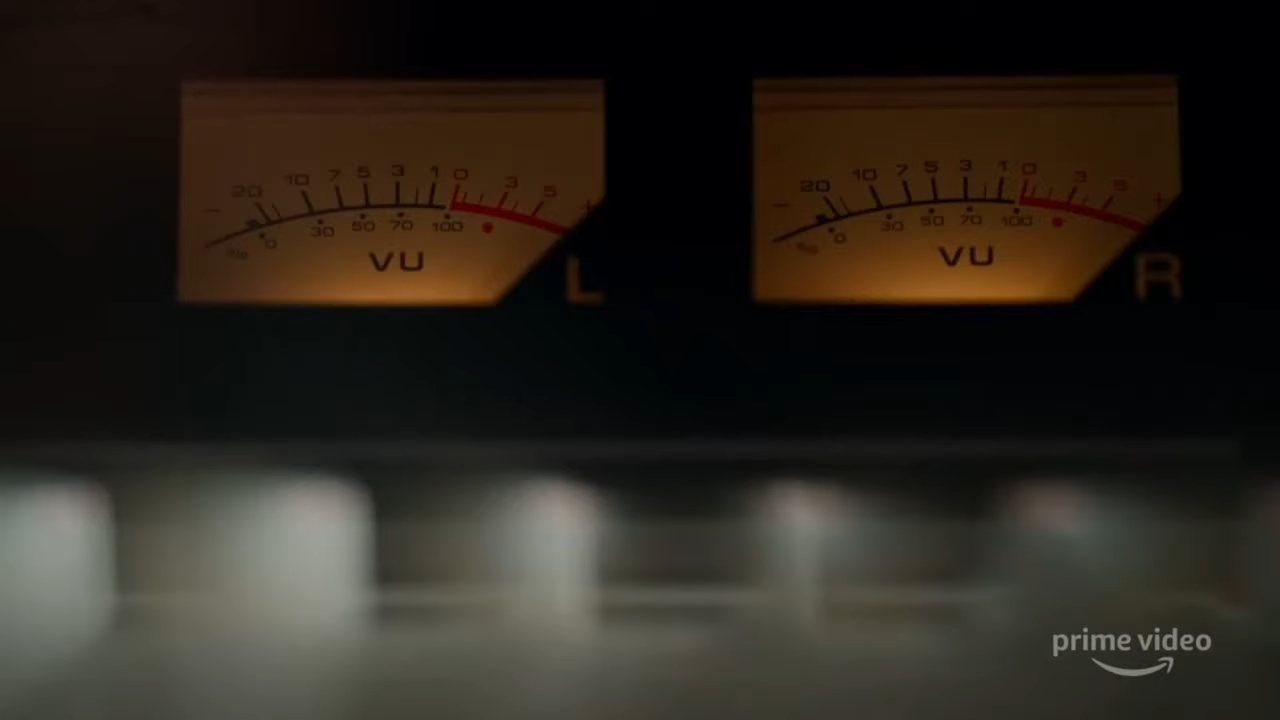 - 20 10 7 5 3 1 0 3 5 +
0 30 50 70 100
VU
L
- 20 10 7 5 3 1 0 3 5 +
0 30 50 70 100
VU
R
prime video